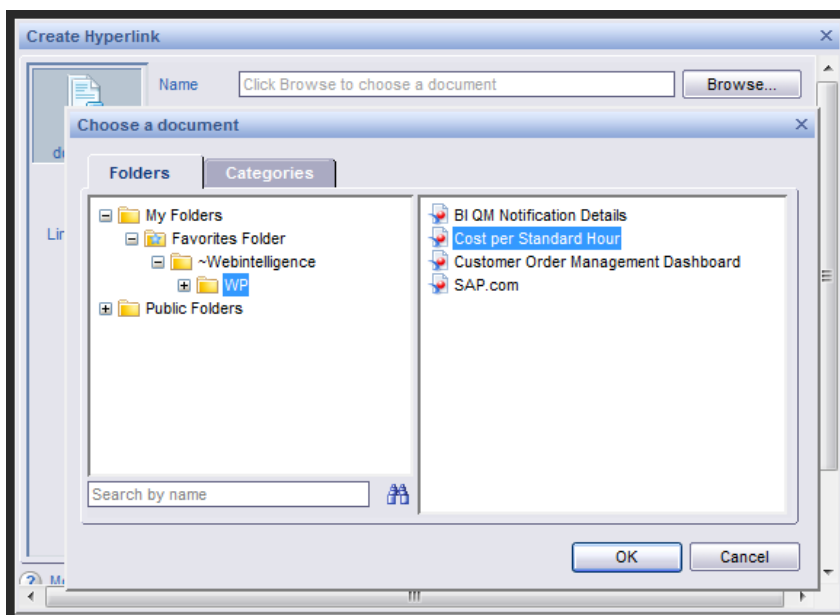 Create Hyperlink
Name
Click Browse to choose a document
Browse...
Choose a document
Folders
Categories
My Folders
Favorites Folder
~Webintelligence
WP
Public Folders
BI QM Notification Details
Cost per Standard Hour
Customer Order Management Dashboard
SAP.com
Search by name
OK
Cancel